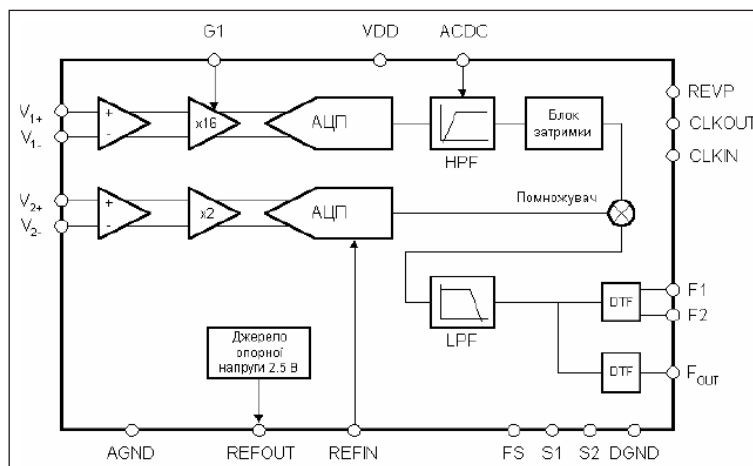 G1 VDD ACDC
V1+
V1-
+
-
x16
АЦП
HPF
Блок
затримки
REVP
CLKOUT
CLKIN
V2+
V2-
+
-
x2
АЦП
Помножувач
LPF
DTF
F1
F2
DTF
FOUT
Джерело
опорної
напруги 2.5 В
AGND REFOUT REFIN FS S1 S2 DGND